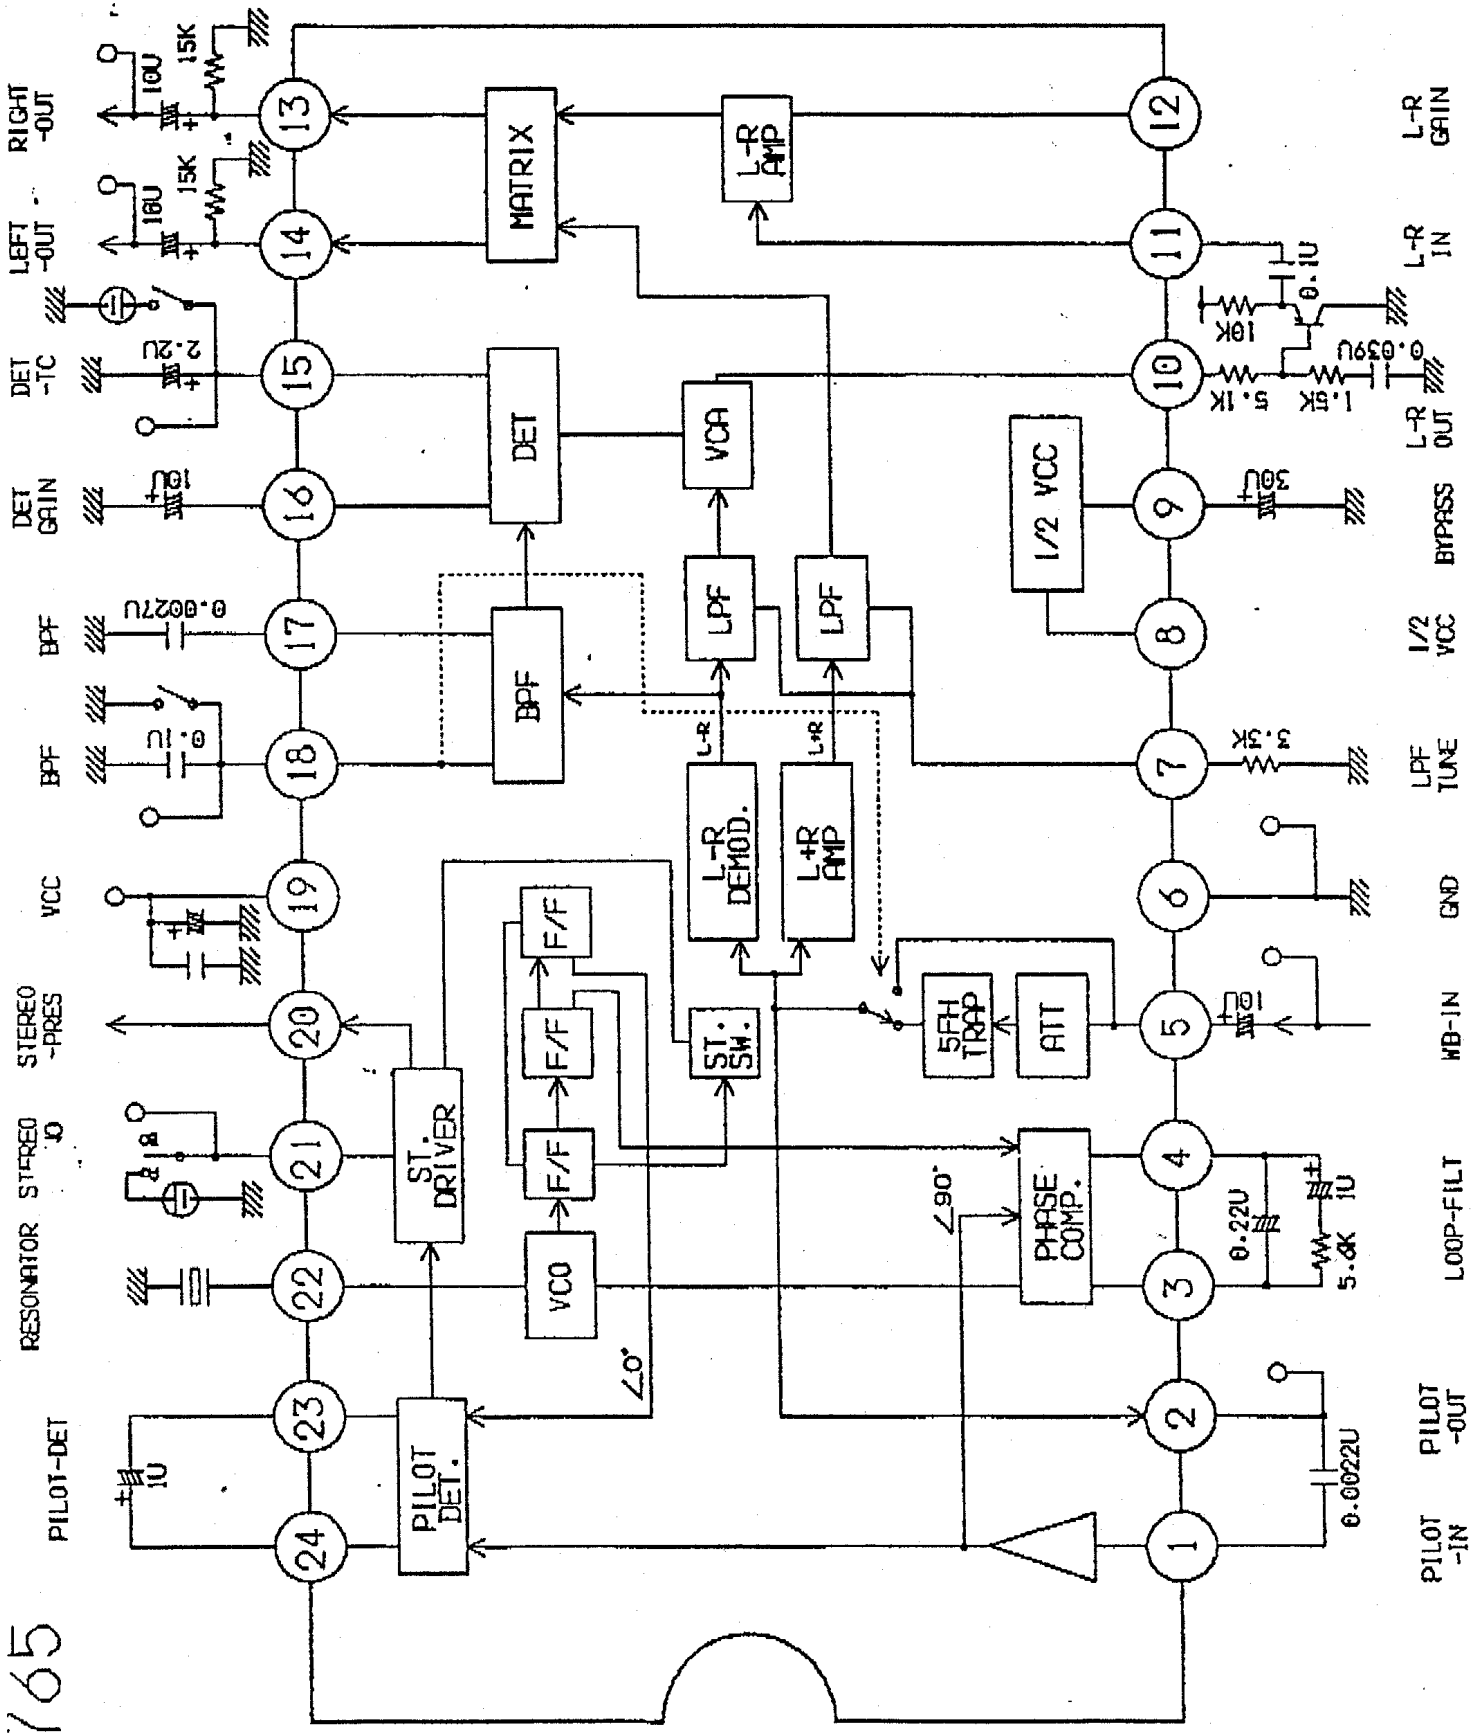 765
PILOT-DET
RESONATOR
STEREO
STEREO
-PRES
VCC
BPF
BPF
DET
GAIN
DET
-TC
LEFT
-OUT
RIGHT
-OUT
1U
0.1U
0.0027U
10U
2.2U
10U
15K
10U
15K
24
23
22
21
20
19
18
17
16
15
14
13
PILOT
DET.
ST.
DRIVER
BPF
DET
MATRIX
VCO
F/F
F/F
F/F
∠0°
ST.
SW.
L-R
DEMOD.
L-R
LPF
VCA
L-R
AMP
L+R
AMP
L+R
LPF
∠90°
PHASE
COMP.
5FH
TRAP
ATT
1/2 VCC
1
2
3
4
5
6
7
8
9
10
11
12
0.0022U
5.6K
0.22U
1U
10U
3.3K
30U
5.1K
1.5K
0.039U
10K
0.1U
PILOT
-IN
PILOT
-OUT
LOOP-FILT
WB-IN
GND
LPF
TUNE
1/2
VCC
BYPASS
L-R
OUT
L-R
IN
L-R
GAIN